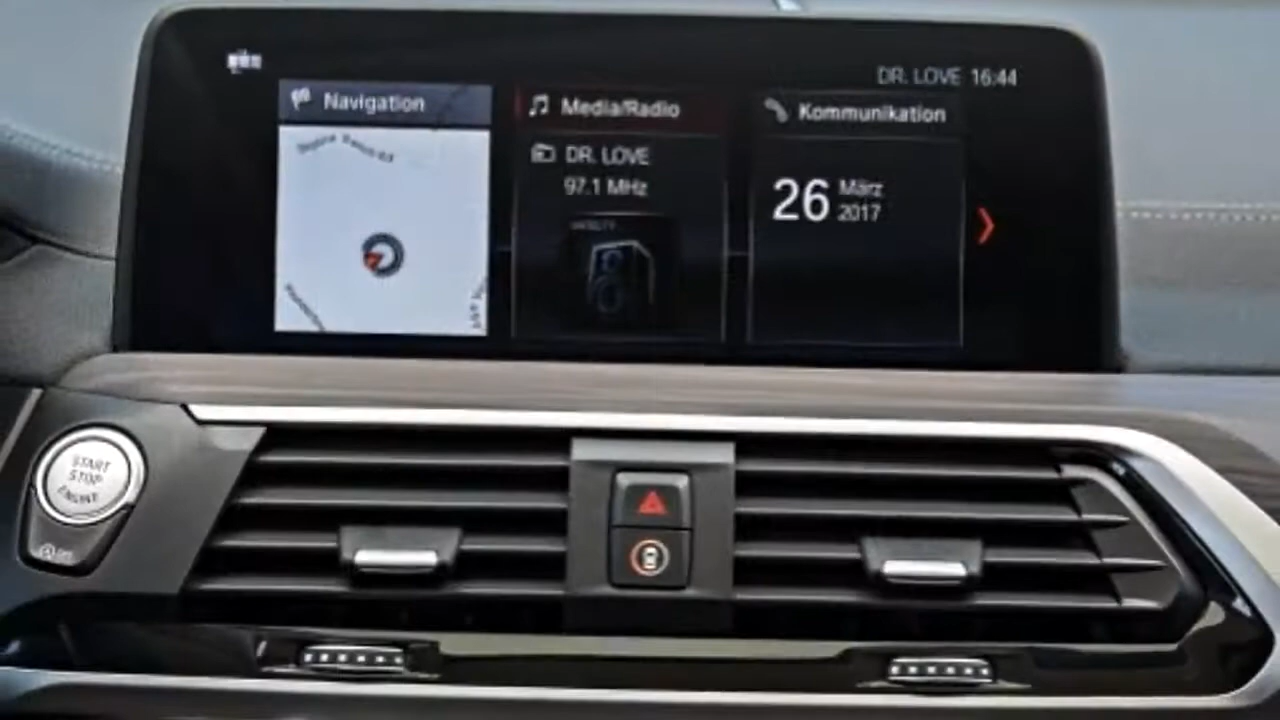 DR. LOVE 16:44
Navigation
Media/Radio
Kommunikation
DR. LOVE
97.1 MHz
26
März
2017
START
STOP
ENGINE